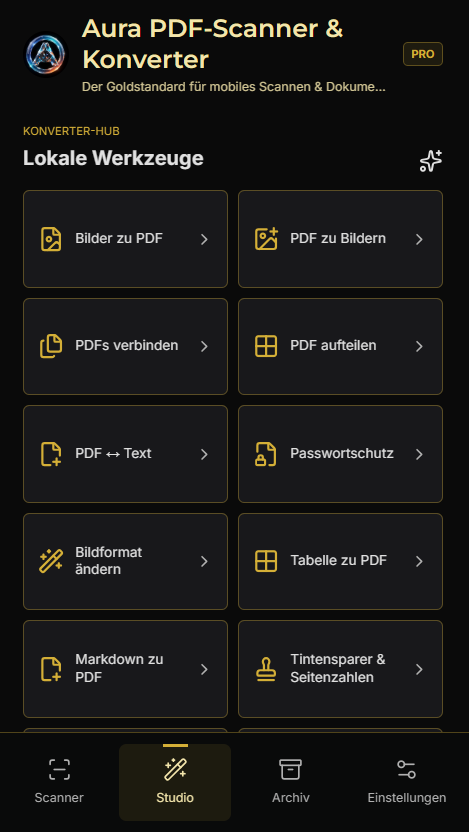 Aura PDF-Scanner &
Konverter
PRO
Der Goldstandard für mobiles Scannen & Dokume...
KONVERTER-HUB
Lokale Werkzeuge
Bilder zu PDF
PDF zu Bildern
PDFs verbinden
PDF aufteilen
PDF ↔ Text
Passwortschutz
Bildformat
ändern
Tabelle zu PDF
Markdown zu
PDF
Tintensparer &
Seitenzahlen
Scanner
Studio
Archiv
Einstellungen